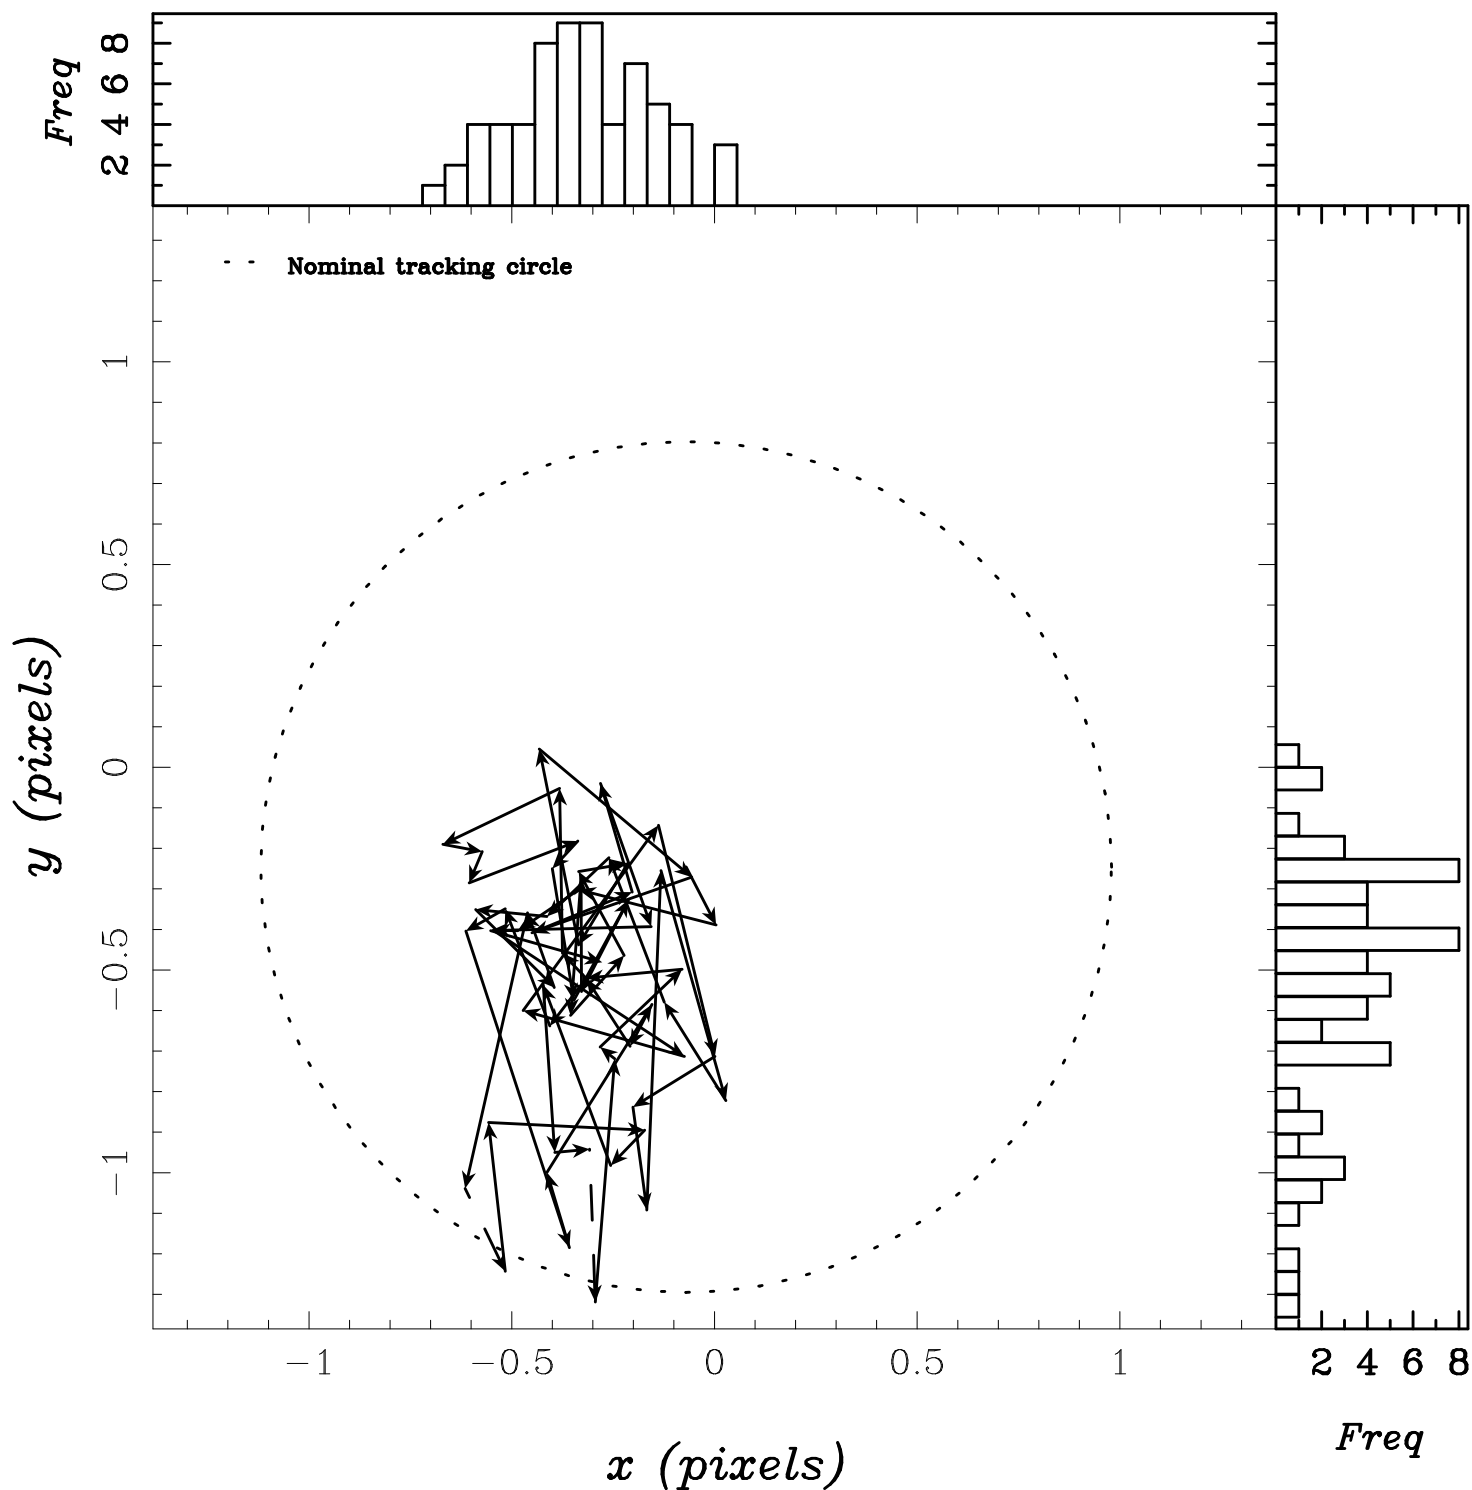 Freq
2 4 6 8
Nominal tracking circle
y (pixels)
1
0.5
0
−0.5
−1
−1 −0.5 0 0.5 1
x (pixels)
2 4 6 8
Freq